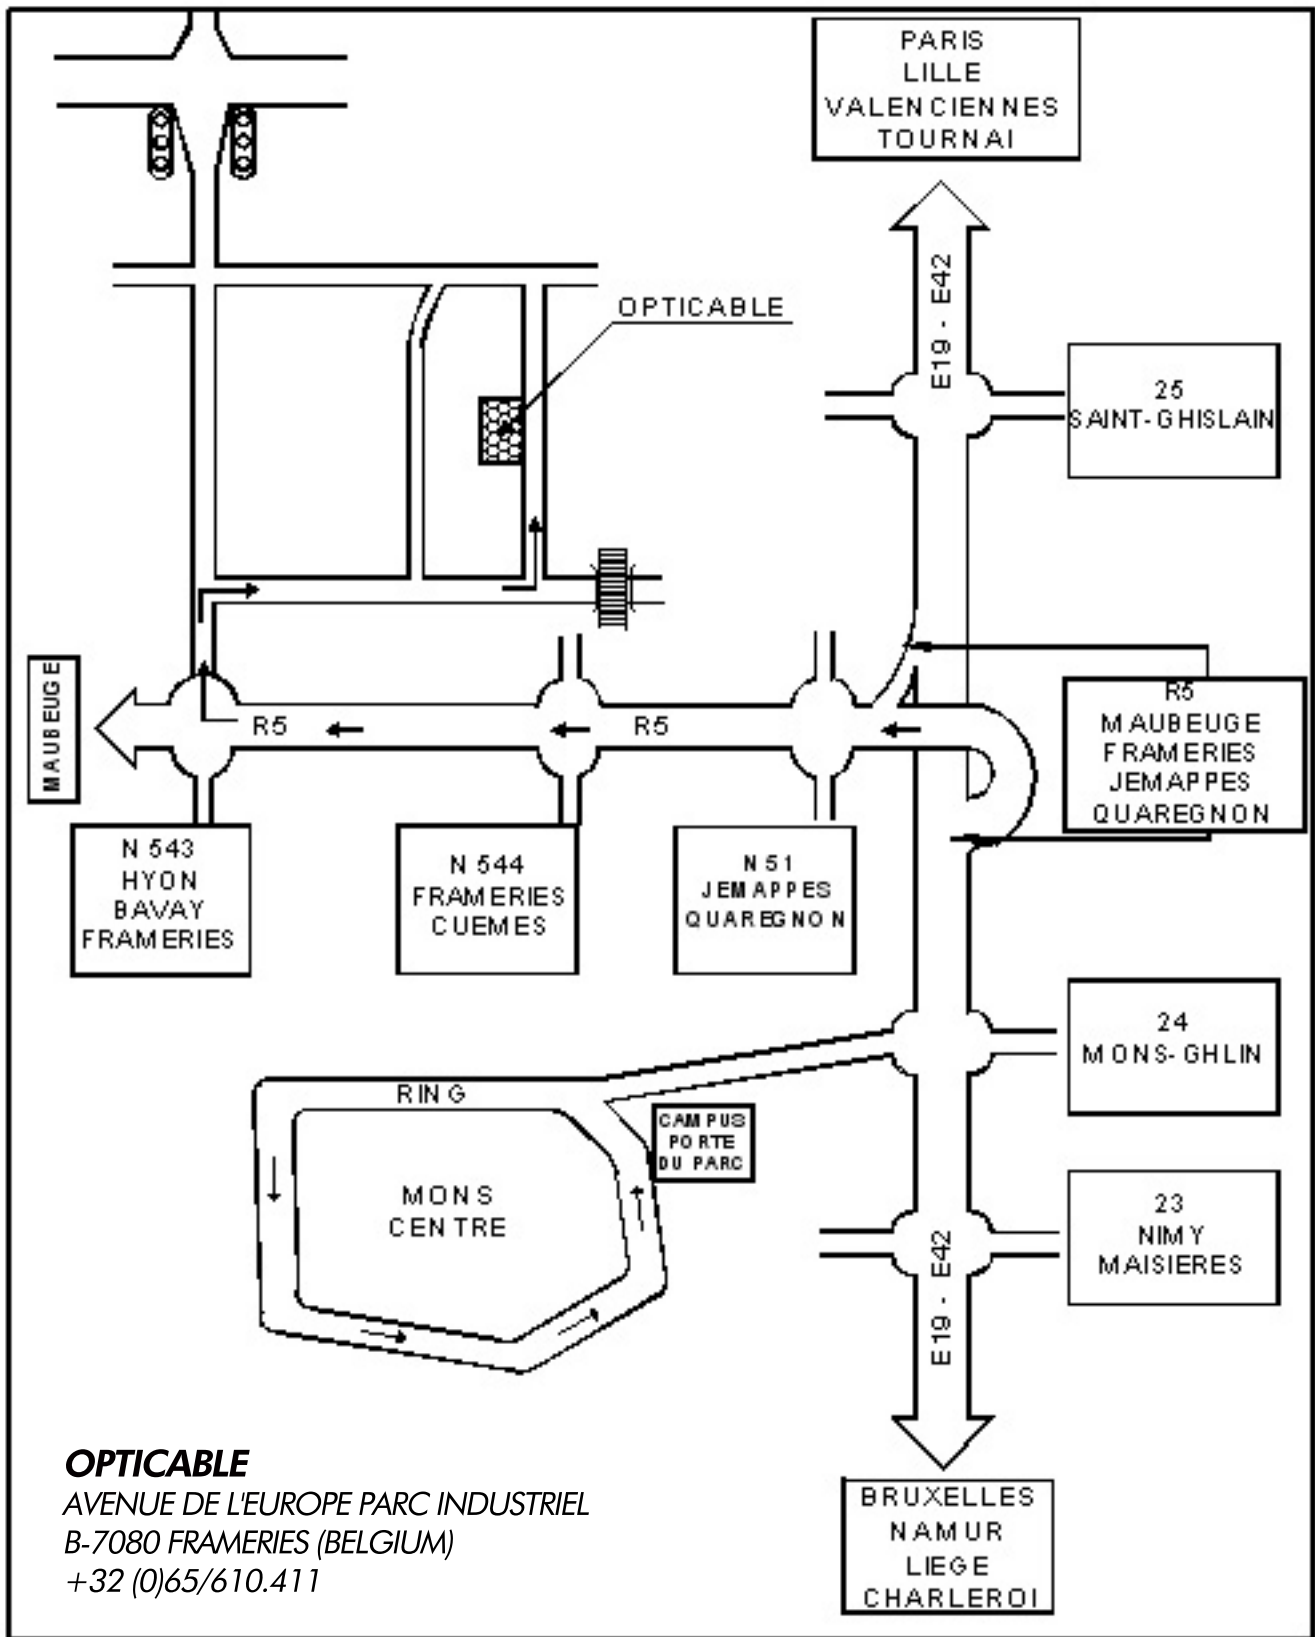 PARIS
LILLE
VALENCIENNES
TOURNAI
E19 - E42
OPTICABLE
25
SAINT-GHISLAIN
MAUBEUGE
R5
R5
R5
MAUBEUGE
FRAMERIES
JEMAPPES
QUAREGNON
N 543
HYON
BAVAY
FRAMERIES
N 544
FRAMERIES
CUEMES
N 51
JEMAPPES
QUAREGNON
24
MONS-GHLIN
RING
CAMPUS
PORTE
DU PARC
MONS
CENTRE
23
NIMY
MAISIERES
E19 - E42
BRUXELLES
NAMUR
LIEGE
CHARLEROI
OPTICABLE
AVENUE DE L'EUROPE PARC INDUSTRIEL
B-7080 FRAMERIES (BELGIUM)
+32 (0)65/610.411